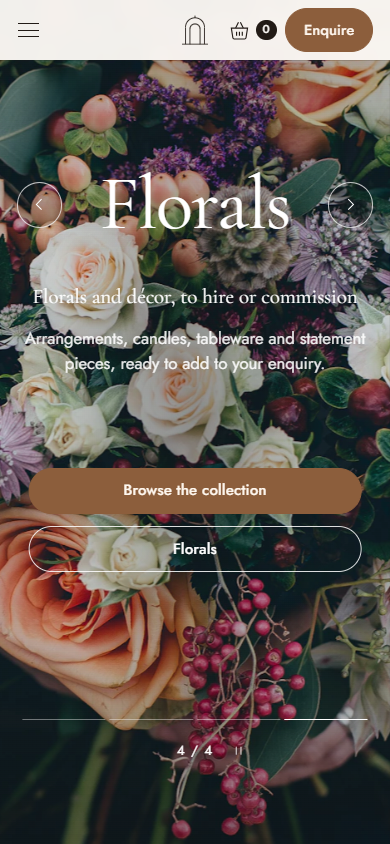 0
Enquire
Florals
Florals and décor, to hire or commission
Arrangements, candles, tableware and statement
pieces, ready to add to your enquiry.
Browse the collection
Florals
4 / 4